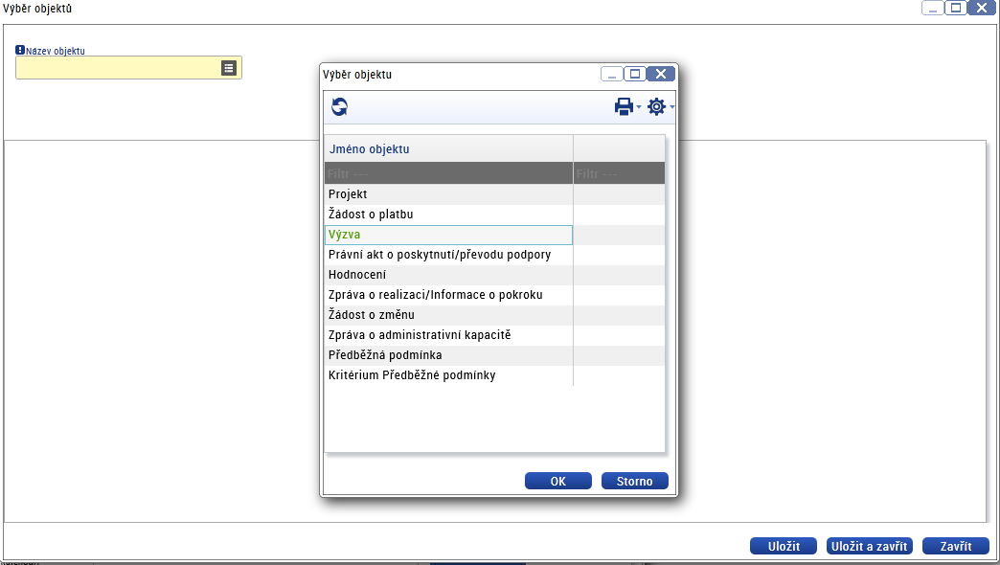 Výběr objektů
Název objektu
Výběr objektu
Jméno objektu
Filtr --- Filtr ---
Projekt
Žádost o platbu
Výzva
Právní akt o poskytnutí/převodu podpory
Hodnocení
Zpráva o realizaci/Informace o pokroku
Žádost o změnu
Zpráva o administrativní kapacitě
Předběžná podmínka
Kritérium Předběžné podmínky
OK Storno
Uložit Uložit a zavřít Zavřít